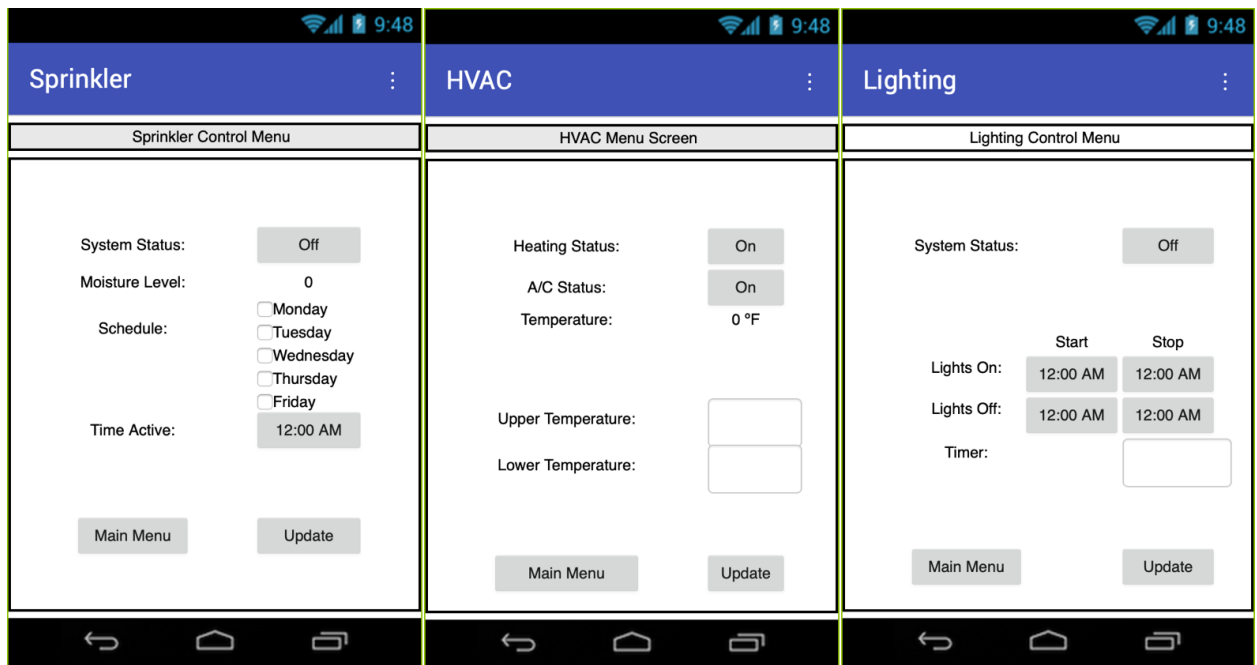 9:48
Sprinkler
Sprinkler Control Menu
System Status: Off
Moisture Level: 0
Schedule:
Monday
Tuesday
Wednesday
Thursday
Friday
Time Active: 12:00 AM
Main Menu Update
9:48
HVAC
HVAC Menu Screen
Heating Status: On
A/C Status: On
Temperature: 0 ºF
Upper Temperature:
Lower Temperature:
Main Menu Update
9:48
Lighting
Lighting Control Menu
System Status: Off
Start Stop
Lights On: 12:00 AM 12:00 AM
Lights Off: 12:00 AM 12:00 AM
Timer:
Main Menu Update